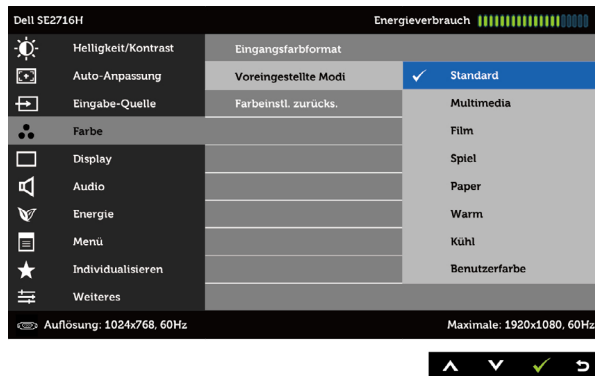 Dell SE2716H Energieverbrauch
Helligkeit/Kontrast Eingangsfarbformat
Auto-Anpassung Voreingestellte Modi Standard
Eingabe-Quelle Farbeinstl. zurücks. Multimedia
Farbe Film
Display Spiel
Audio Paper
Energie Warm
Menü Kühl
Individualisieren Benutzerfarbe
Weiteres
Auflösung: 1024x768, 60Hz Maximale: 1920x1080, 60Hz